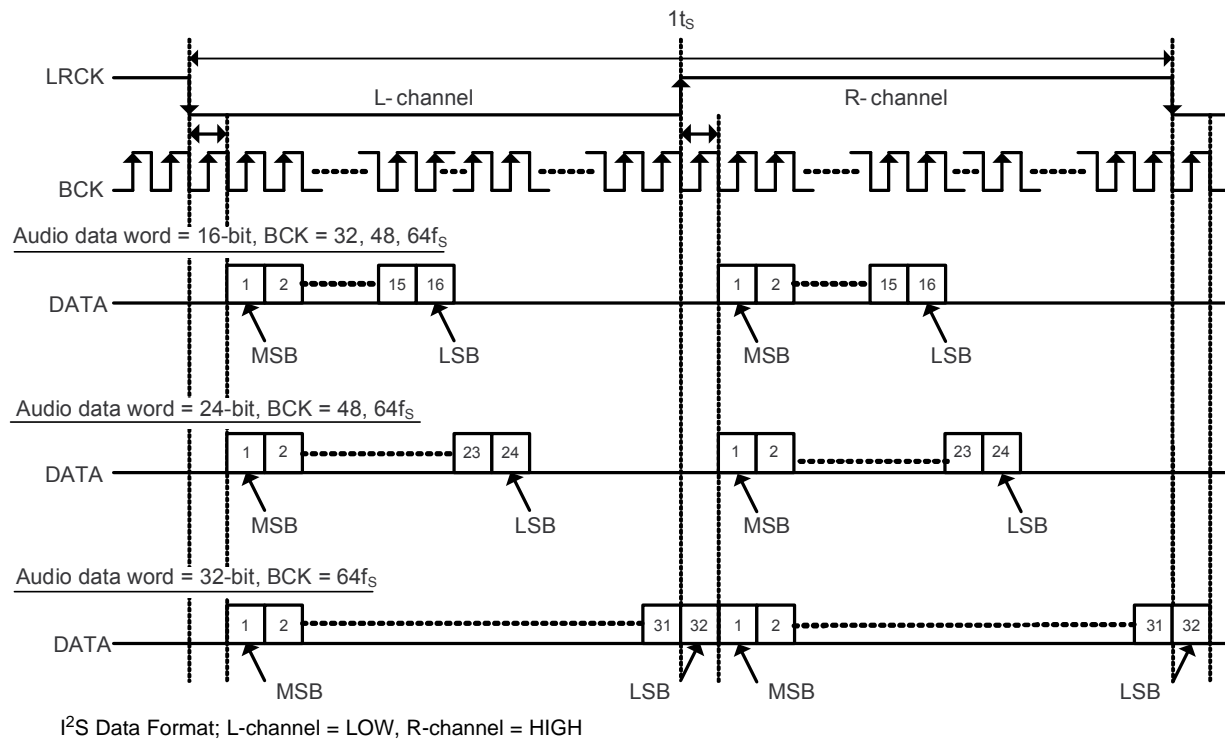 1tS
LRCK
L- channel
R- channel
BCK
Audio data word = 16-bit, BCK = 32, 48, 64fS
1 2 15 16 1 2 15 16
DATA
MSB LSB MSB LSB
Audio data word = 24-bit, BCK = 48, 64fS
1 2 23 24 1 2 23 24
DATA
MSB LSB MSB LSB
Audio data word = 32-bit, BCK = 64fS
1 2 31 32 1 2 31 32
DATA
MSB LSB MSB LSB
I2S Data Format; L-channel = LOW, R-channel = HIGH